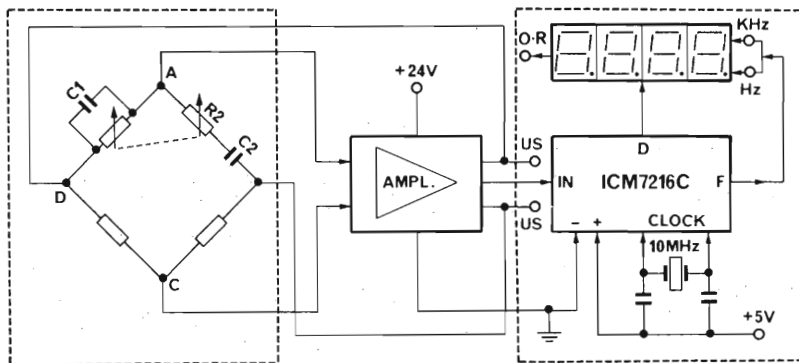 A
C1
R2
C2
D
C
+24V
AMPL.
US
US
O·R
KHz
Hz
D
IN
ICM7216C
F
-
+
CLOCK
10MHz
+5V